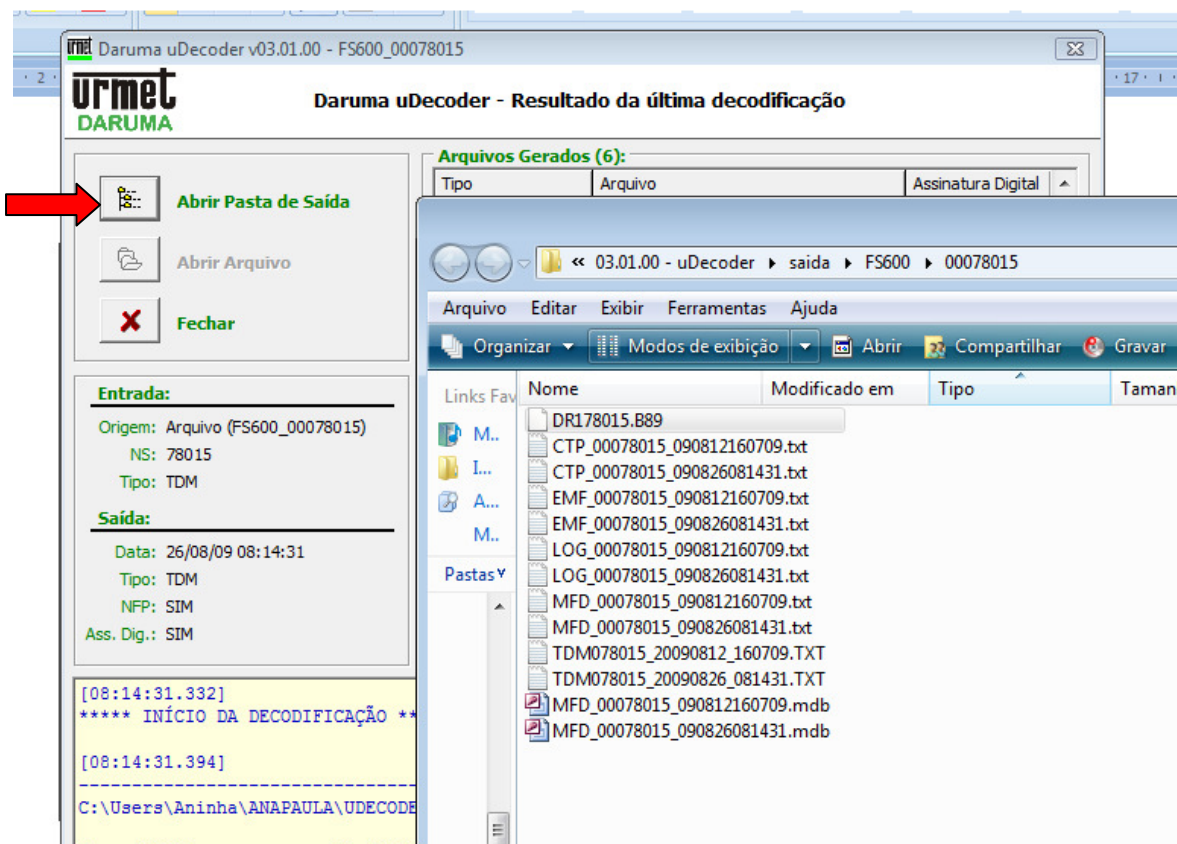 Daruma uDecoder v03.01.00 - FS600_00078015
· 2 ·
· 17 · ı ·
urmet
DARUMA
Daruma uDecoder - Resultado da última decodificação
Arquivos Gerados (6):
Tipo Arquivo Assinatura Digital
Abrir Pasta de Saída
Abrir Arquivo
Fechar
Entrada:
Origem: Arquivo (FS600_00078015)
NS: 78015
Tipo: TDM
Saída:
Data: 26/08/09 08:14:31
Tipo: TDM
NFP: SIM
Ass. Dig.: SIM
[08:14:31.332]
***** INÍCIO DA DECODIFICAÇÃO **
[08:14:31.394]
----------------------------------
C:\Users\Aninha\ANAPAULA\UDECODE
« 03.01.00 - uDecoder ▸ saida ▸ FS600 ▸ 00078015
Arquivo Editar Exibir Ferramentas Ajuda
Organizar Modos de exibição Abrir Compartilhar Gravar
Links Fav
M..
I...
A...
M..
Pastas
Nome Modificado em Tipo Taman
DR178015.B89
CTP_00078015_090812160709.txt
CTP_00078015_090826081431.txt
EMF_00078015_090812160709.txt
EMF_00078015_090826081431.txt
LOG_00078015_090812160709.txt
LOG_00078015_090826081431.txt
MFD_00078015_090812160709.txt
MFD_00078015_090826081431.txt
TDM078015_20090812_160709.TXT
TDM078015_20090826_081431.TXT
MFD_00078015_090812160709.mdb
MFD_00078015_090826081431.mdb